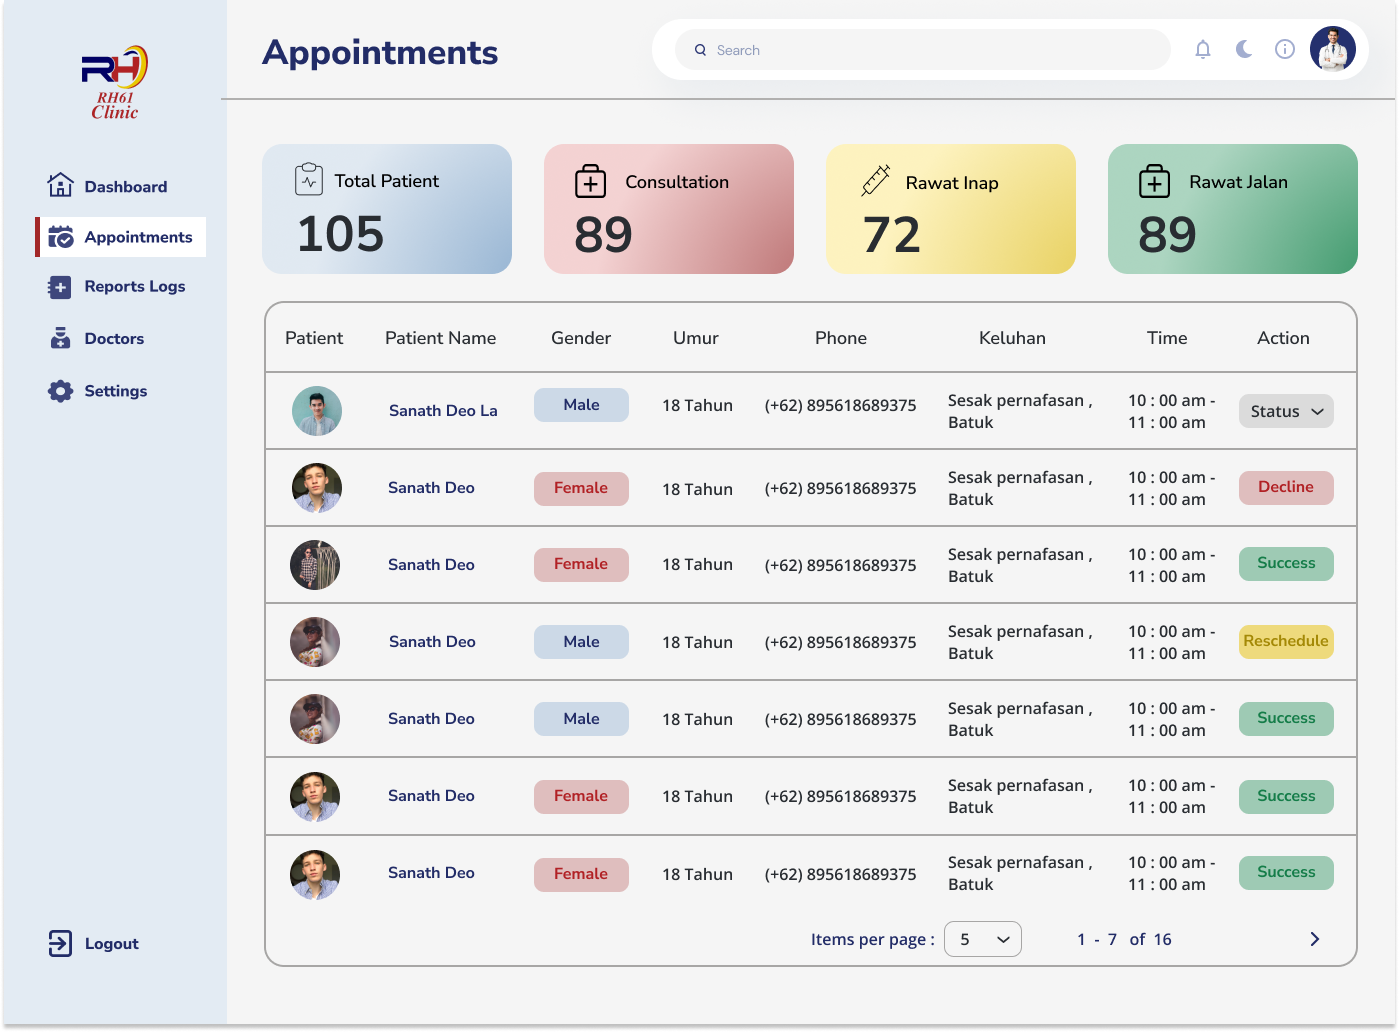 RH
RH61
Clinic
Appointments
Search
Dashboard
Appointments
Reports Logs
Doctors
Settings
Logout
Total Patient
105
Consultation
89
Rawat Inap
72
Rawat Jalan
89
Patient Patient Name Gender Umur Phone Keluhan Time Action
Sanath Deo La Male 18 Tahun (+62) 895618689375 Sesak pernafasan , 10 : 00 am - Status
Batuk 11 : 00 am
Sanath Deo Female 18 Tahun (+62) 895618689375 Sesak pernafasan , 10 : 00 am - Decline
Batuk 11 : 00 am
Sanath Deo Female 18 Tahun (+62) 895618689375 Sesak pernafasan , 10 : 00 am - Success
Batuk 11 : 00 am
Sanath Deo Male 18 Tahun (+62) 895618689375 Sesak pernafasan , 10 : 00 am - Reschedule
Batuk 11 : 00 am
Sanath Deo Male 18 Tahun (+62) 895618689375 Sesak pernafasan , 10 : 00 am - Success
Batuk 11 : 00 am
Sanath Deo Female 18 Tahun (+62) 895618689375 Sesak pernafasan , 10 : 00 am - Success
Batuk 11 : 00 am
Sanath Deo Female 18 Tahun (+62) 895618689375 Sesak pernafasan , 10 : 00 am - Success
Batuk 11 : 00 am
Items per page : 5 1 - 7 of 16